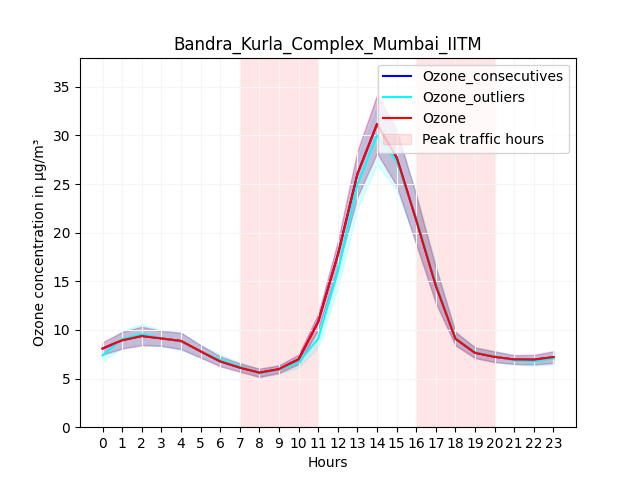 Bandra_Kurla_Complex_Mumbai_IITM
Ozone_consecutives
Ozone_outliers
Ozone
Peak traffic hours
Ozone concentration in µg/m³
35
30
25
20
15
10
5
0
0 1 2 3 4 5 6 7 8 9 10 11 12 13 14 15 16 17 18 19 20 21 22 23
Hours